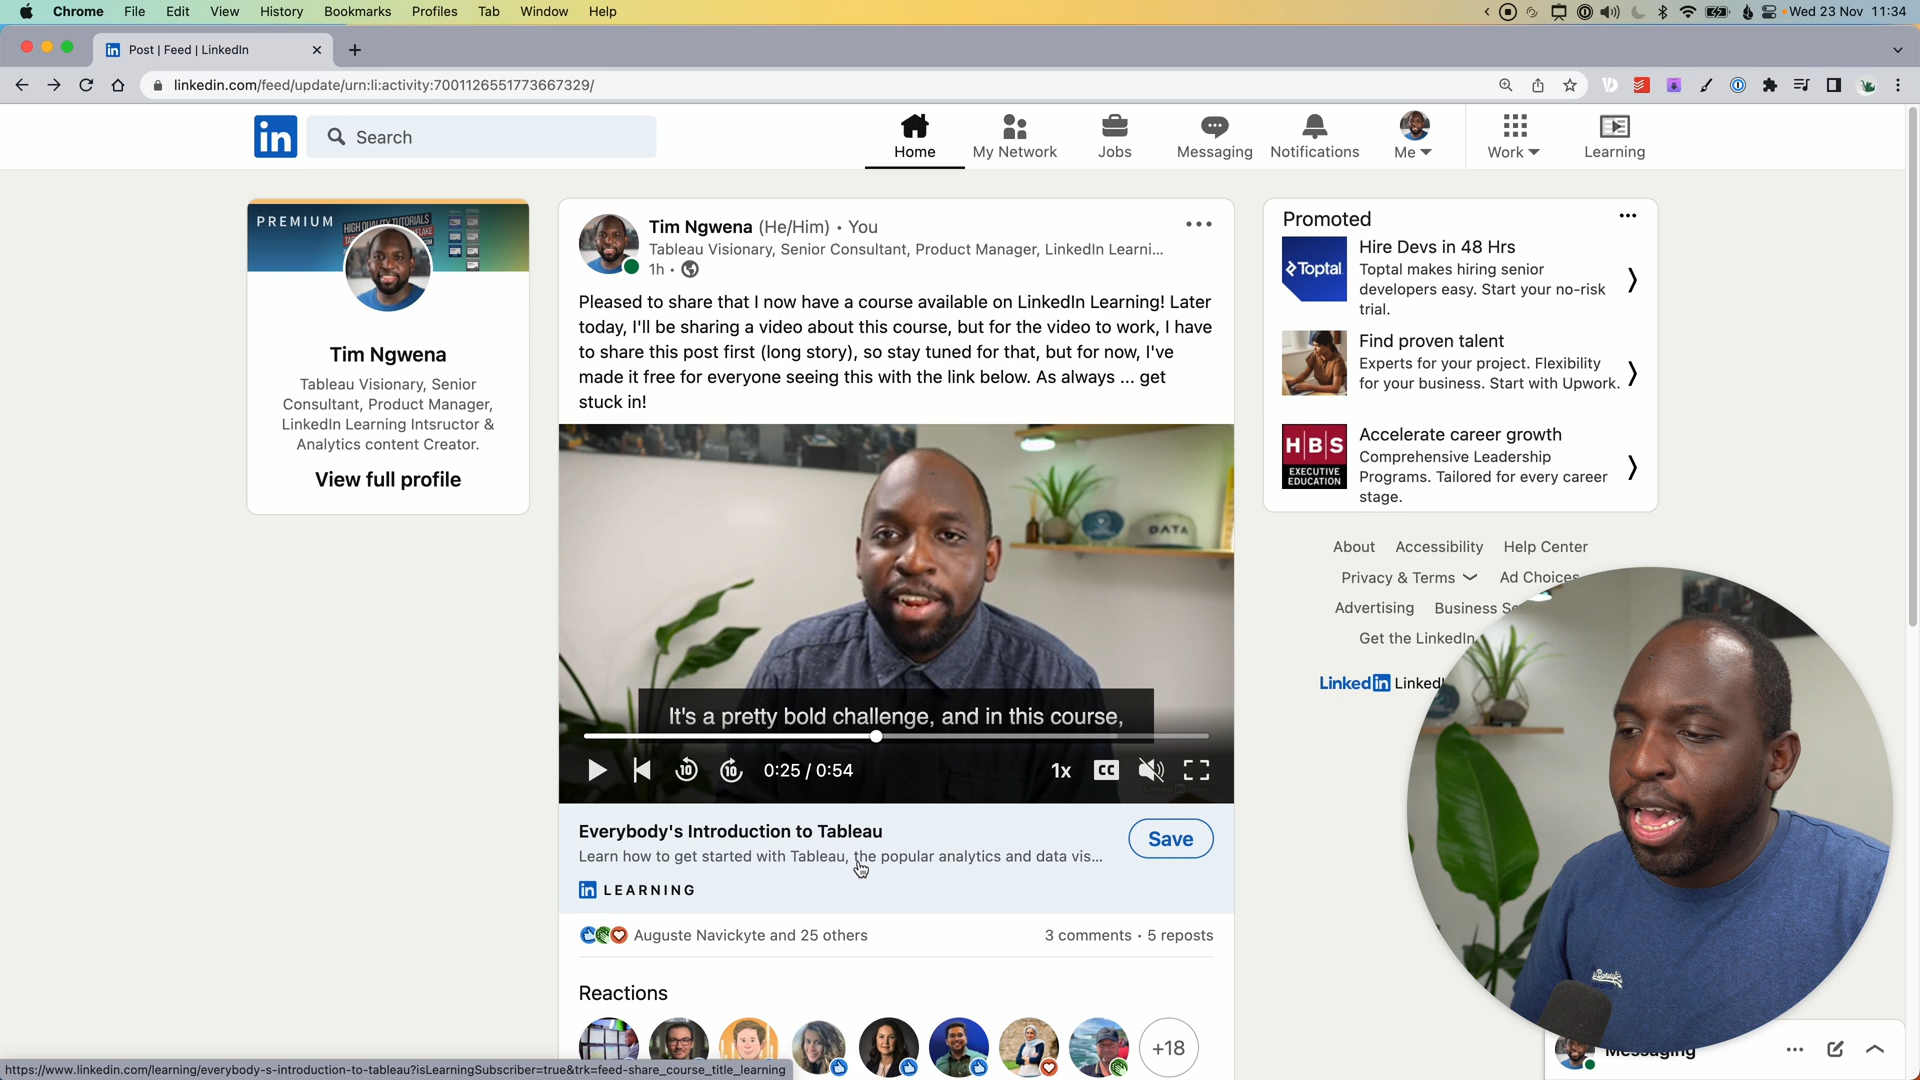 Chrome File Edit View History Bookmarks Profiles Tab Window Help
Wed 23 Nov 11:34
Post | Feed | LinkedIn
linkedin.com/feed/update/urn:li:activity:7001126551773667329/
in
Search
Home
My Network
Jobs
Messaging
Notifications
Me
Work
Learning
PREMIUM
HIGH QUALITY TUTORIALS
Tim Ngwena
Tableau Visionary, Senior
Consultant, Product Manager,
LinkedIn Learning Intsructor &
Analytics content Creator.
View full profile
Tim Ngwena (He/Him) • You
Tableau Visionary, Senior Consultant, Product Manager, LinkedIn Learni...
1h •
Pleased to share that I now have a course available on LinkedIn Learning! Later
today, I'll be sharing a video about this course, but for the video to work, I have
to share this post first (long story), so stay tuned for that, but for now, I've
made it free for everyone seeing this with the link below. As always ... get
stuck in!
DATA
It's a pretty bold challenge, and in this course,
10
10
0:25 / 0:54
1x
CC
Everybody's Introduction to Tableau
Learn how to get started with Tableau, the popular analytics and data vis...
Save
in LEARNING
Auguste Navickyte and 25 others
3 comments • 5 reposts
Reactions
+18
Promoted
Toptal
Hire Devs in 48 Hrs
Toptal makes hiring senior
developers easy. Start your no-risk
trial.
Find proven talent
Experts for your project. Flexibility
for your business. Start with Upwork.
H|B|S
EXECUTIVE
EDUCATION
Accelerate career growth
Comprehensive Leadership
Programs. Tailored for every career
stage.
About Accessibility Help Center
Privacy & Terms Ad Choices
Advertising Business Se
Get the LinkedIn
LinkedIn LinkedI
Messaging
https://www.linkedin.com/learning/everybody-s-introduction-to-tableau?isLearningSubscriber=true&trk=feed-share_course_title_learning